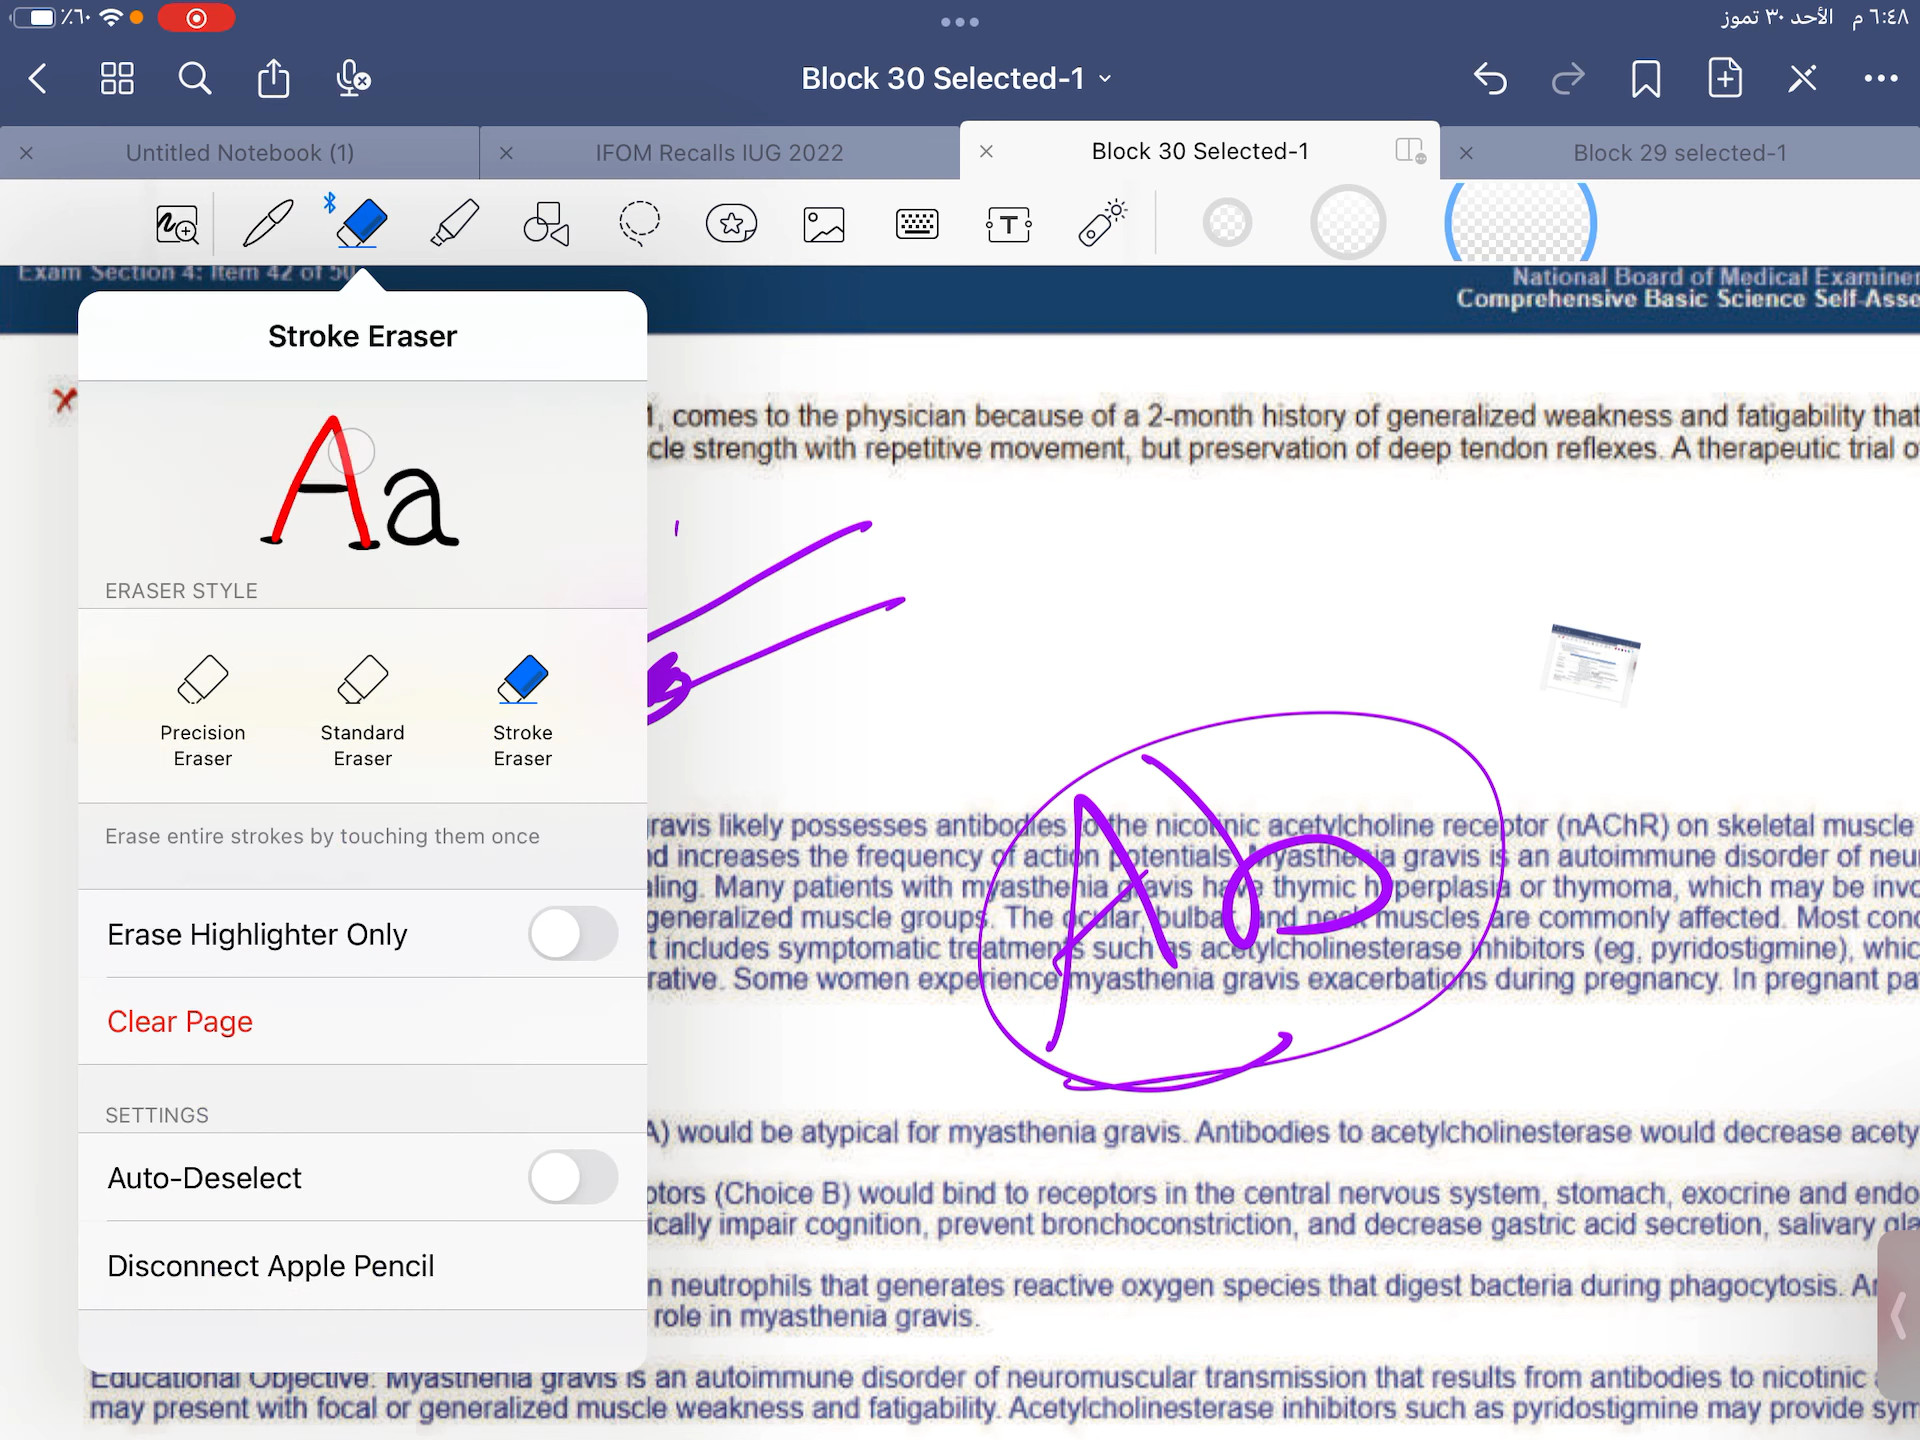 ٪٦٠
٦:٤٨ م الأحد ٣٠ تموز
Block 30 Selected-1
Untitled Notebook (1)
IFOM Recalls IUG 2022
Block 30 Selected-1
Block 29 selected-1
T
Exam Section 4: Item 42 of 50
National Board of Medical Examiner
Comprehensive Basic Science Self-Asse
Stroke Eraser
Aa
ERASER STYLE
Precision Eraser
Standard Eraser
Stroke Eraser
Erase entire strokes by touching them once
Erase Highlighter Only
Clear Page
SETTINGS
Auto-Deselect
Disconnect Apple Pencil
1, comes to the physician because of a 2-month history of generalized weakness and fatigability that
cle strength with repetitive movement, but preservation of deep tendon reflexes. A therapeutic trial o
ravis likely possesses antibodies to the nicotinic acetylcholine receptor (nAChR) on skeletal muscle
nd increases the frequency of action potentials. Myasthenia gravis is an autoimmune disorder of neu
ling. Many patients with myasthenia gravis have thymic hyperplasia or thymoma, which may be invo
generalized muscle groups. The ocular, bulbar, and neck muscles are commonly affected. Most con
t includes symptomatic treatments such as acetylcholinesterase inhibitors (eg, pyridostigmine), whic
rative. Some women experience myasthenia gravis exacerbations during pregnancy. In pregnant pa
A) would be atypical for myasthenia gravis. Antibodies to acetylcholinesterase would decrease acety
ptors (Choice B) would bind to receptors in the central nervous system, stomach, exocrine and endo
ically impair cognition, prevent bronchoconstriction, and decrease gastric acid secretion, salivary gla
n neutrophils that generates reactive oxygen species that digest bacteria during phagocytosis. Ar
role in myasthenia gravis.
Educational Objective: Myasthenia gravis is an autoimmune disorder of neuromuscular transmission that results from antibodies to nicotinic
may present with focal or generalized muscle weakness and fatigability. Acetylcholinesterase inhibitors such as pyridostigmine may provide sym